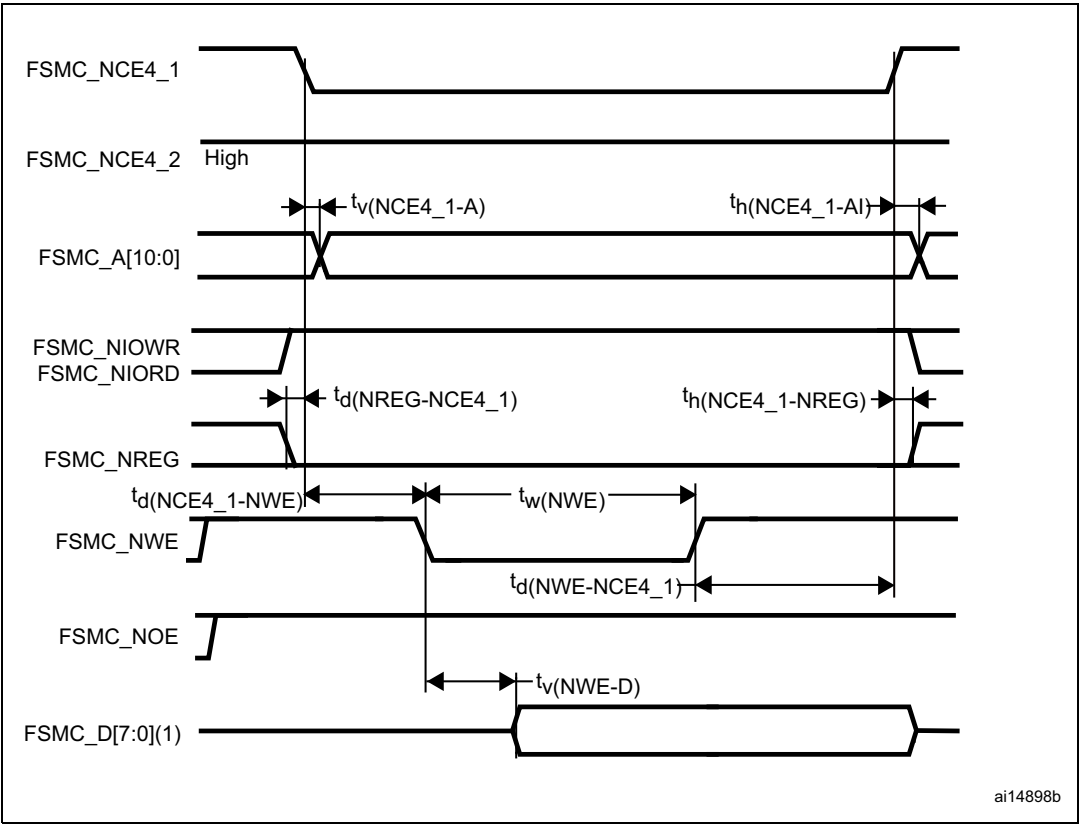 FSMC_NCE4_1
FSMC_NCE4_2 High
tv(NCE4_1-A) th(NCE4_1-AI)
FSMC_A[10:0]
FSMC_NIOWR
FSMC_NIORD
td(NREG-NCE4_1) th(NCE4_1-NREG)
FSMC_NREG
td(NCE4_1-NWE) tw(NWE)
FSMC_NWE
td(NWE-NCE4_1)
FSMC_NOE
tv(NWE-D)
FSMC_D[7:0](1)
ai14898b